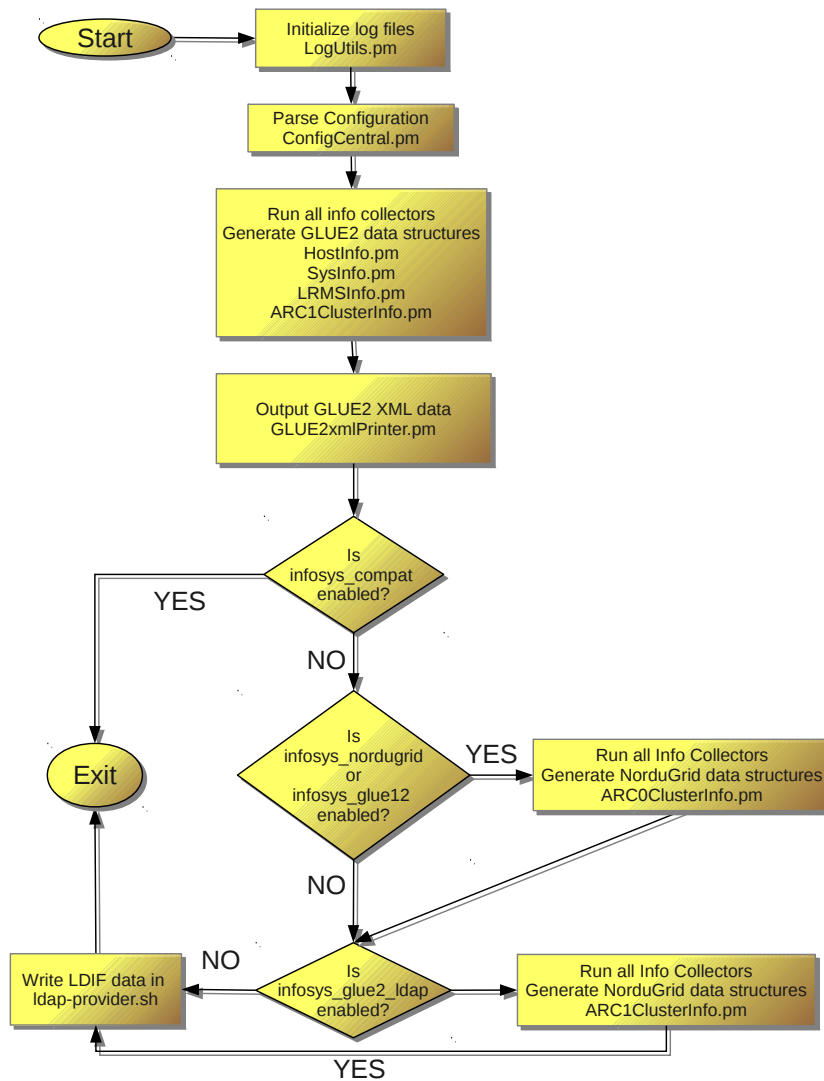 Start
Initialize log files
LogUtils.pm
Parse Configuration
ConfigCentral.pm
Run all info collectors
Generate GLUE2 data structures
HostInfo.pm
SysInfo.pm
LRMSInfo.pm
ARC1ClusterInfo.pm
Output GLUE2 XML data
GLUE2xmlPrinter.pm
Is
infosys_compat
enabled?
YES
NO
Is
infosys_nordugrid
or
infosys_glue12
enabled?
YES
Run all Info Collectors
Generate NorduGrid data structures
ARC0ClusterInfo.pm
Exit
NO
Is
infosys_glue2_ldap
enabled?
NO
Write LDIF data in
ldap-provider.sh
Run all Info Collectors
Generate NorduGrid data structures
ARC1ClusterInfo.pm
YES